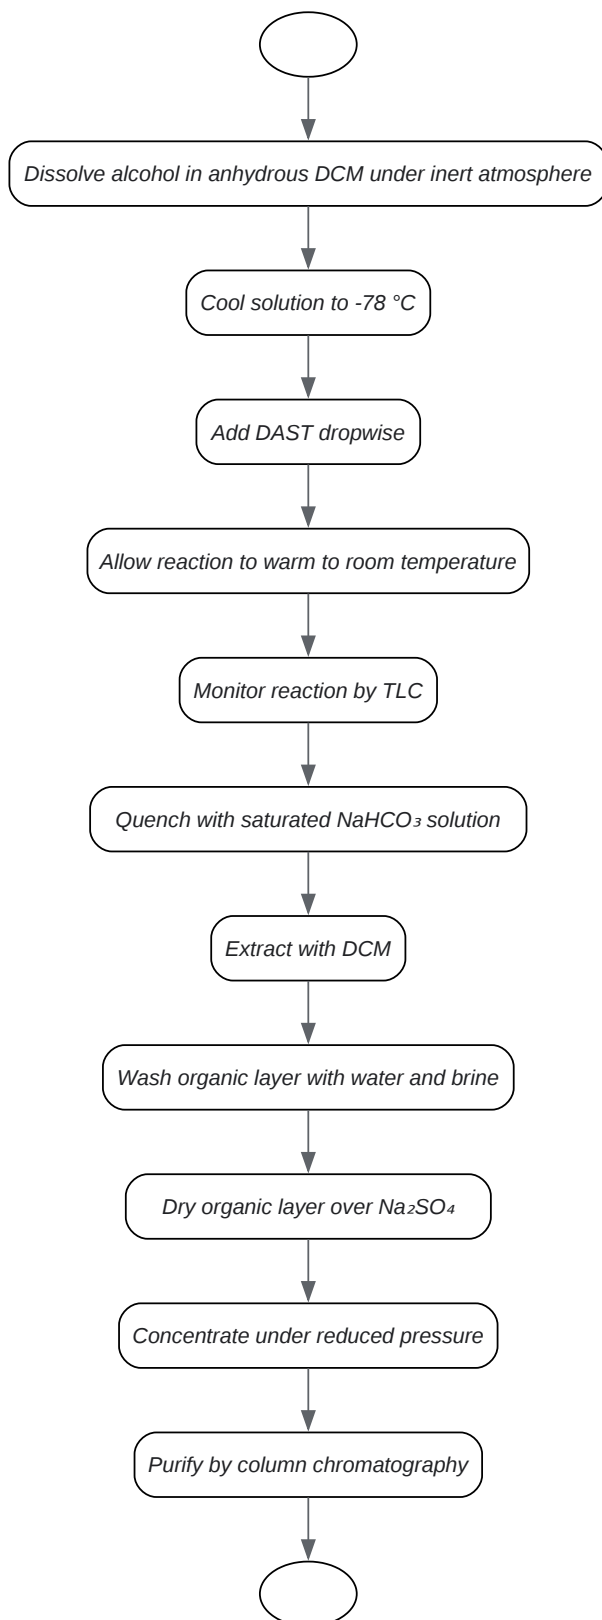 Dissolve alcohol in anhydrous DCM under inert atmosphere
Cool solution to -78 °C
Add DAST dropwise
Allow reaction to warm to room temperature
Monitor reaction by TLC
Quench with saturated NaHCO₃ solution
Extract with DCM
Wash organic layer with water and brine
Dry organic layer over Na₂SO₄
Concentrate under reduced pressure
Purify by column chromatography